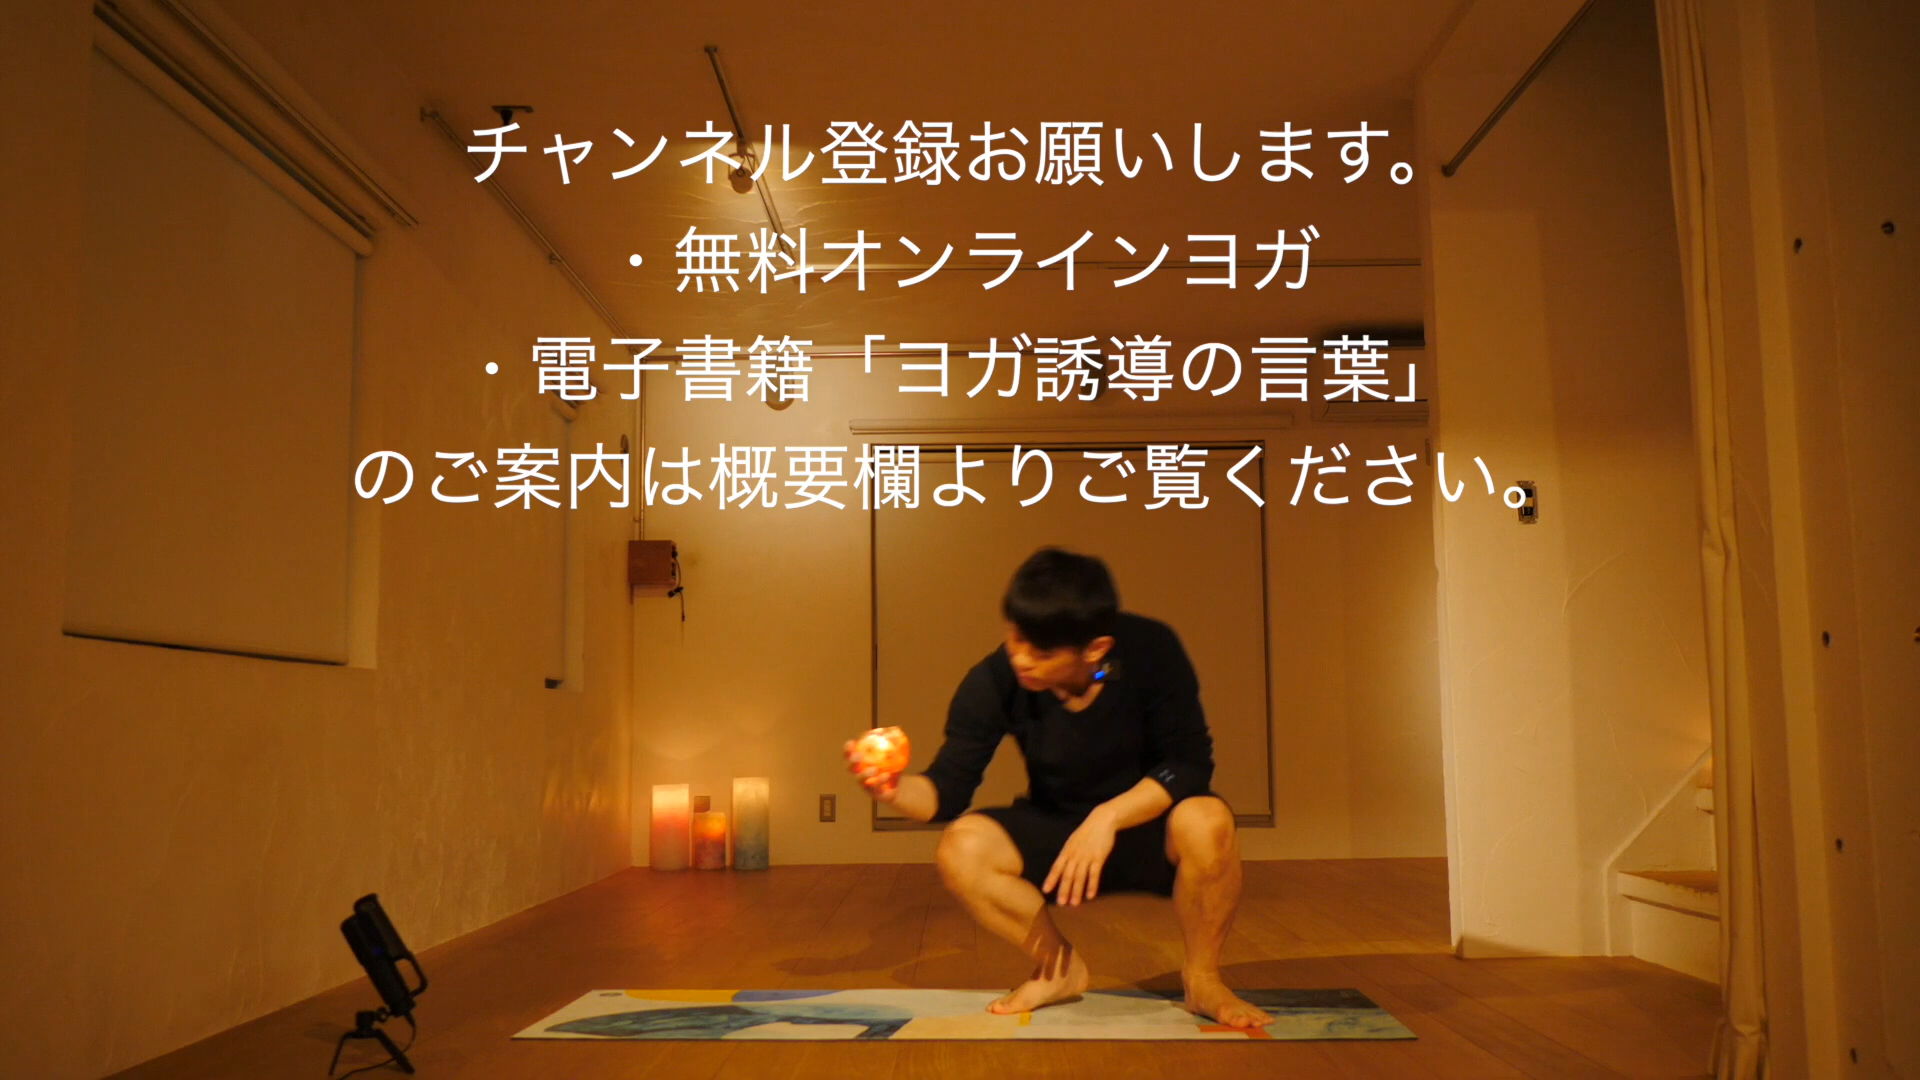 チャンネル登録お願いします。
・無料オンラインヨガ
・電子書籍「ヨガ誘導の言葉」
のご案内は概要欄よりご覧ください。